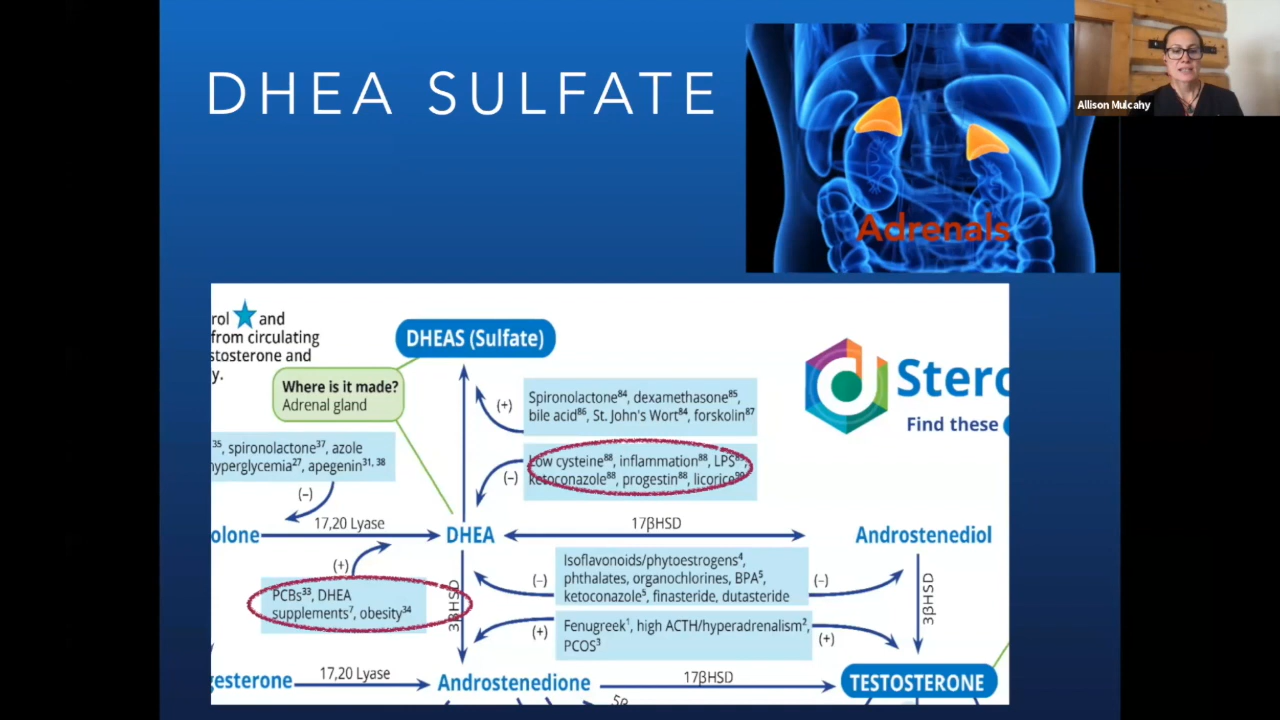 DHEA SULFATE
Allison Mulcahy
Adrenals
rol and
from circulating
stosterone and
y.
DHEAS (Sulfate)
Where is it made?
Adrenal gland
(+)
Spironolactone⁸⁴, dexamethasone⁸⁵,
bile acid⁸⁶, St. John's Wort⁸⁴, forskolin⁸⁷
Sterc
Find these
³⁵, spironolactone³⁷, azole
hyperglycemia²⁷, apegenin³¹, ³⁸
(–)
(–)
Low cysteine⁸⁸, inflammation⁸⁸, LPS
ketoconazole⁸⁸, progestin⁸⁸, licorice
olone
17,20 Lyase
DHEA
17βHSD
Androstenediol
(+)
PCBs³³, DHEA
supplements⁷, obesity³⁴
3βHSD
(–)
Isoflavonoids/phytoestrogens⁴,
phthalates, organochlorines, BPA⁵,
ketoconazole⁵, finasteride, dutasteride
(–)
3βHSD
(+)
Fenugreek¹, high ACTH/hyperadrenalism²,
PCOS³
(+)
gesterone
17,20 Lyase
Androstenedione
17βHSD
TESTOSTERONE